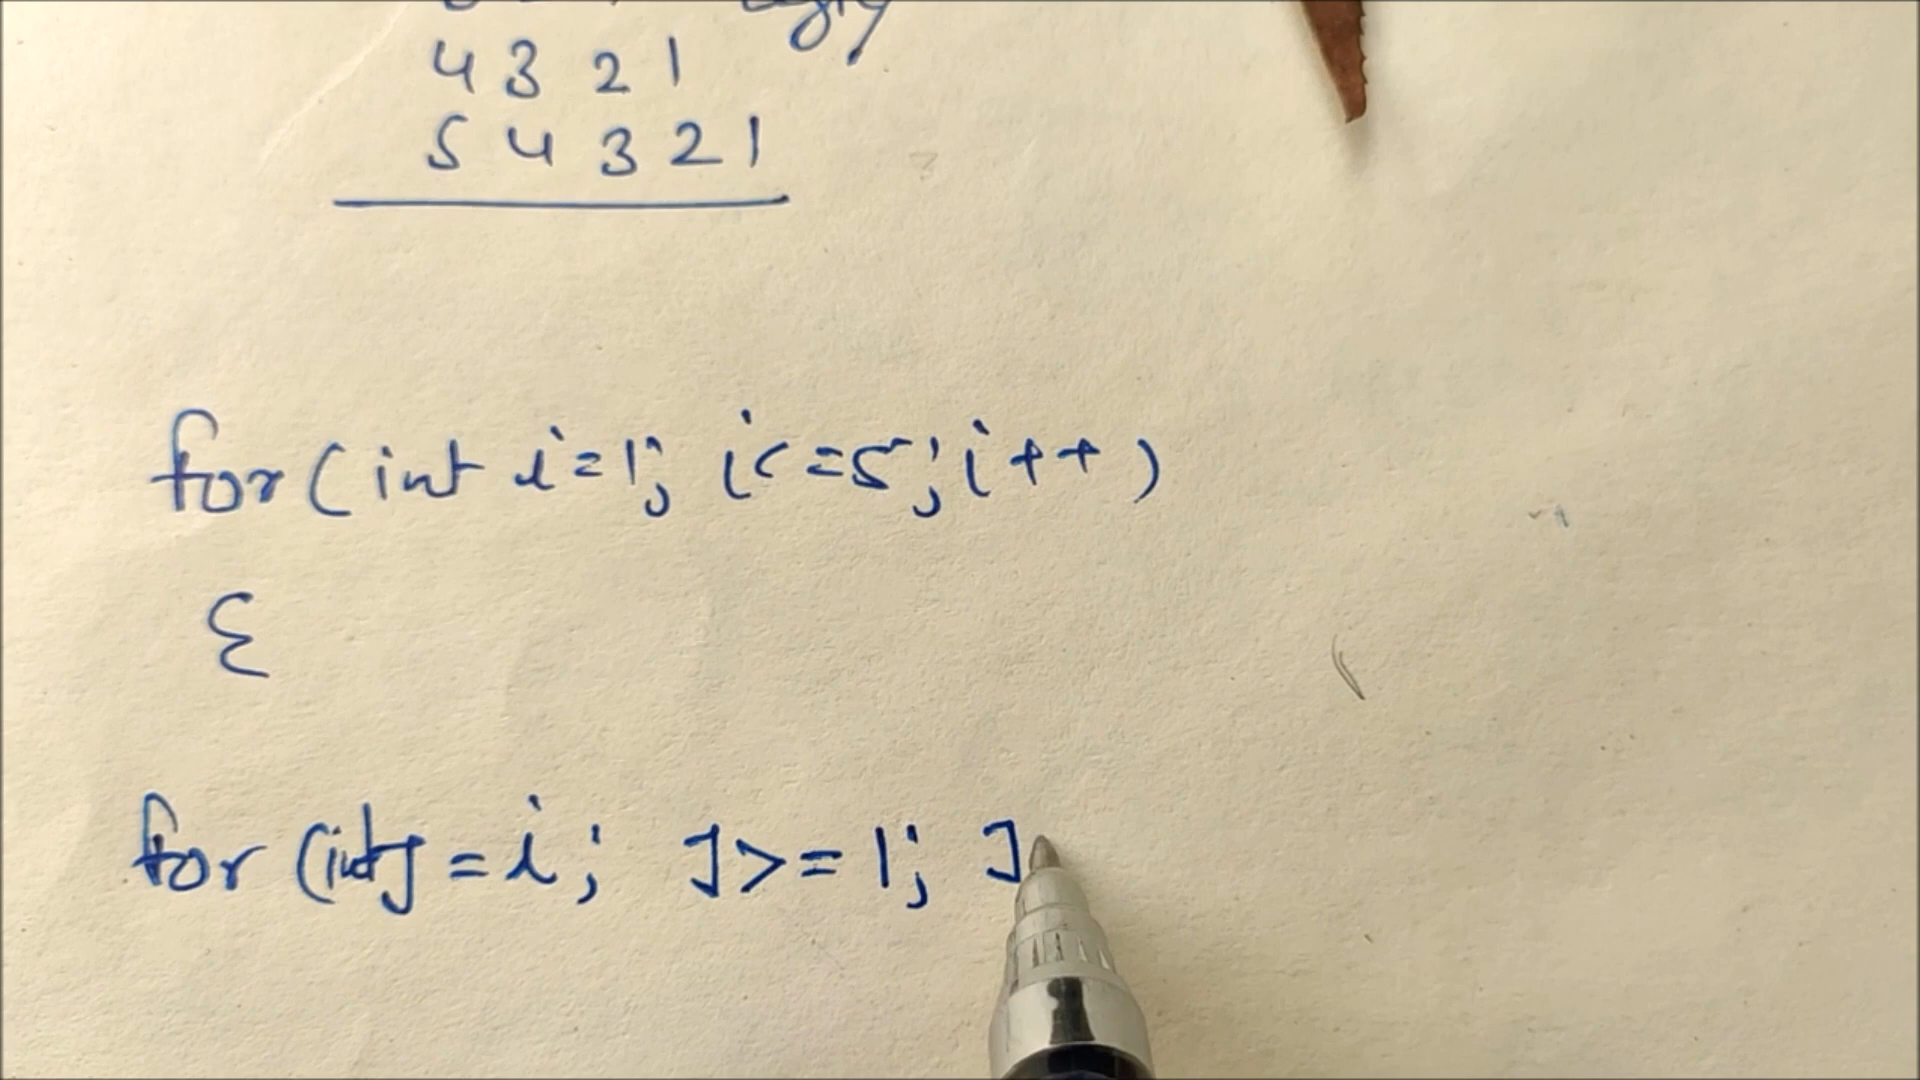 4 3 2 1
5 4 3 2 1
for ( int i = 1; i < = 5 ; i + + )
{
for ( int j = i ; J > = 1 ; J